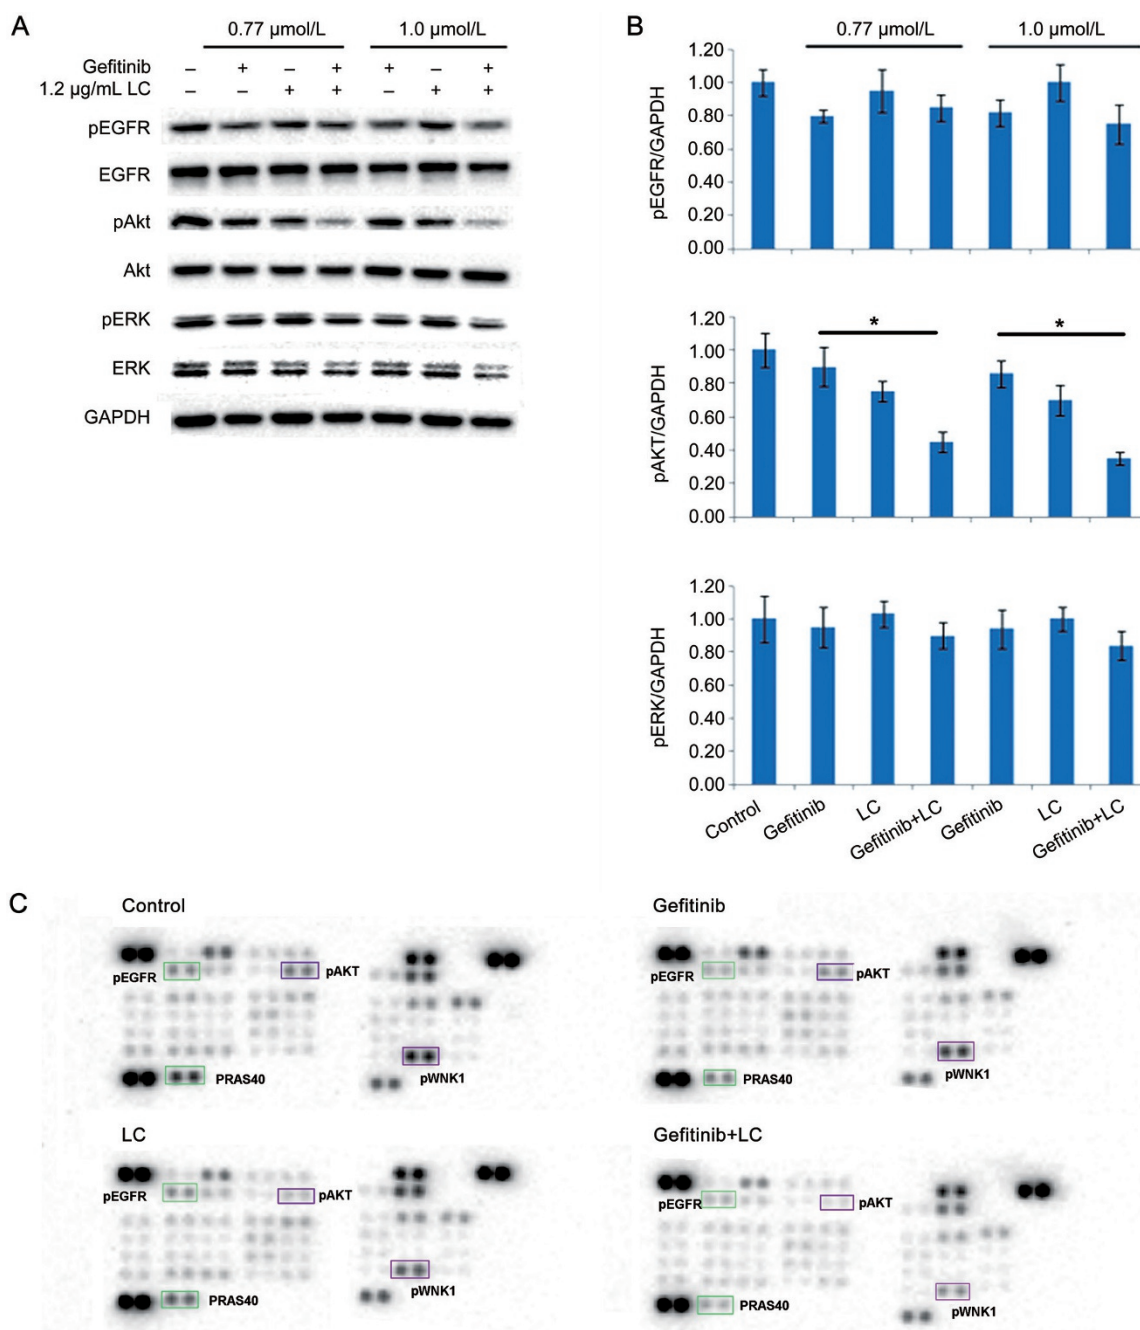 A
0.77 µmol/L 1.0 µmol/L
Gefitinib – + – + + – +
1.2 µg/mL LC – – + + – + +
pEGFR
EGFR
pAkt
Akt
pERK
ERK
GAPDH
B
0.77 µmol/L 1.0 µmol/L
pEGFR/GAPDH
1.20
1.00
0.80
0.60
0.40
0.20
0.00
pAKT/GAPDH
1.20
1.00
0.80
0.60
0.40
0.20
0.00
* *
pERK/GAPDH
1.20
1.00
0.80
0.60
0.40
0.20
0.00
Control Gefitinib LC Gefitinib+LC Gefitinib LC Gefitinib+LC
C
Control
pEGFR
pAKT
PRAS40
pWNK1
Gefitinib
pEGFR
pAKT
PRAS40
pWNK1
LC
pEGFR
pAKT
PRAS40
pWNK1
Gefitinib+LC
pEGFR
pAKT
PRAS40
pWNK1